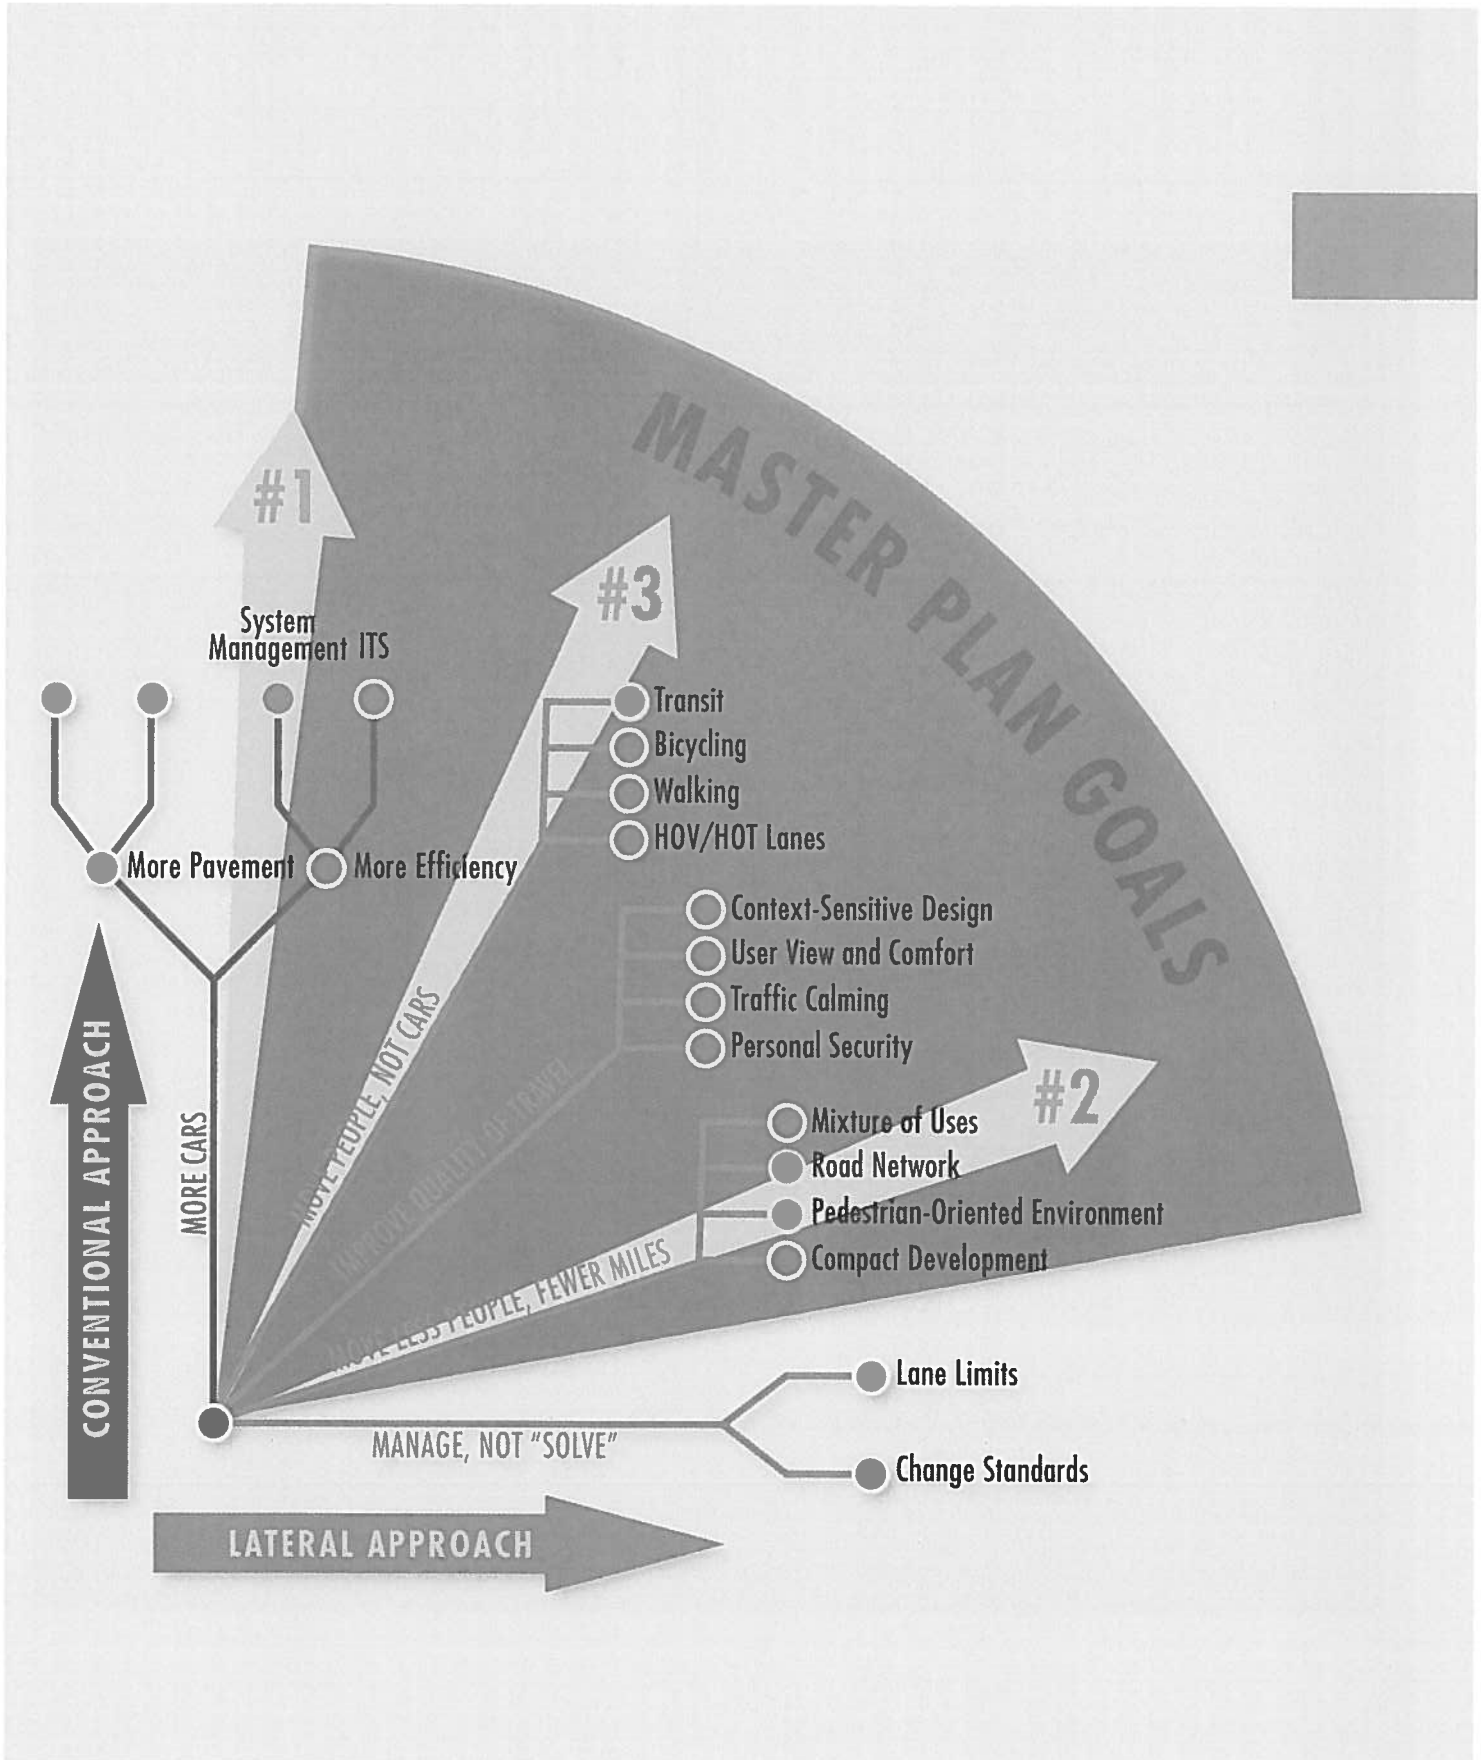 MASTER PLAN GOALS
#1
#3
System
Management ITS
Transit
Bicycling
Walking
HOV/HOT Lanes
More Pavement
More Efficiency
Context-Sensitive Design
User View and Comfort
Traffic Calming
Personal Security
#2
Mixture of Uses
Road Network
Pedestrian-Oriented Environment
Compact Development
CONVENTIONAL APPROACH
MORE CARS
MOVE PEOPLE, NOT CARS
IMPROVE QUALITY OF TRAVEL
MOVE LESS PEOPLE, FEWER MILES
Lane Limits
MANAGE, NOT "SOLVE"
Change Standards
LATERAL APPROACH